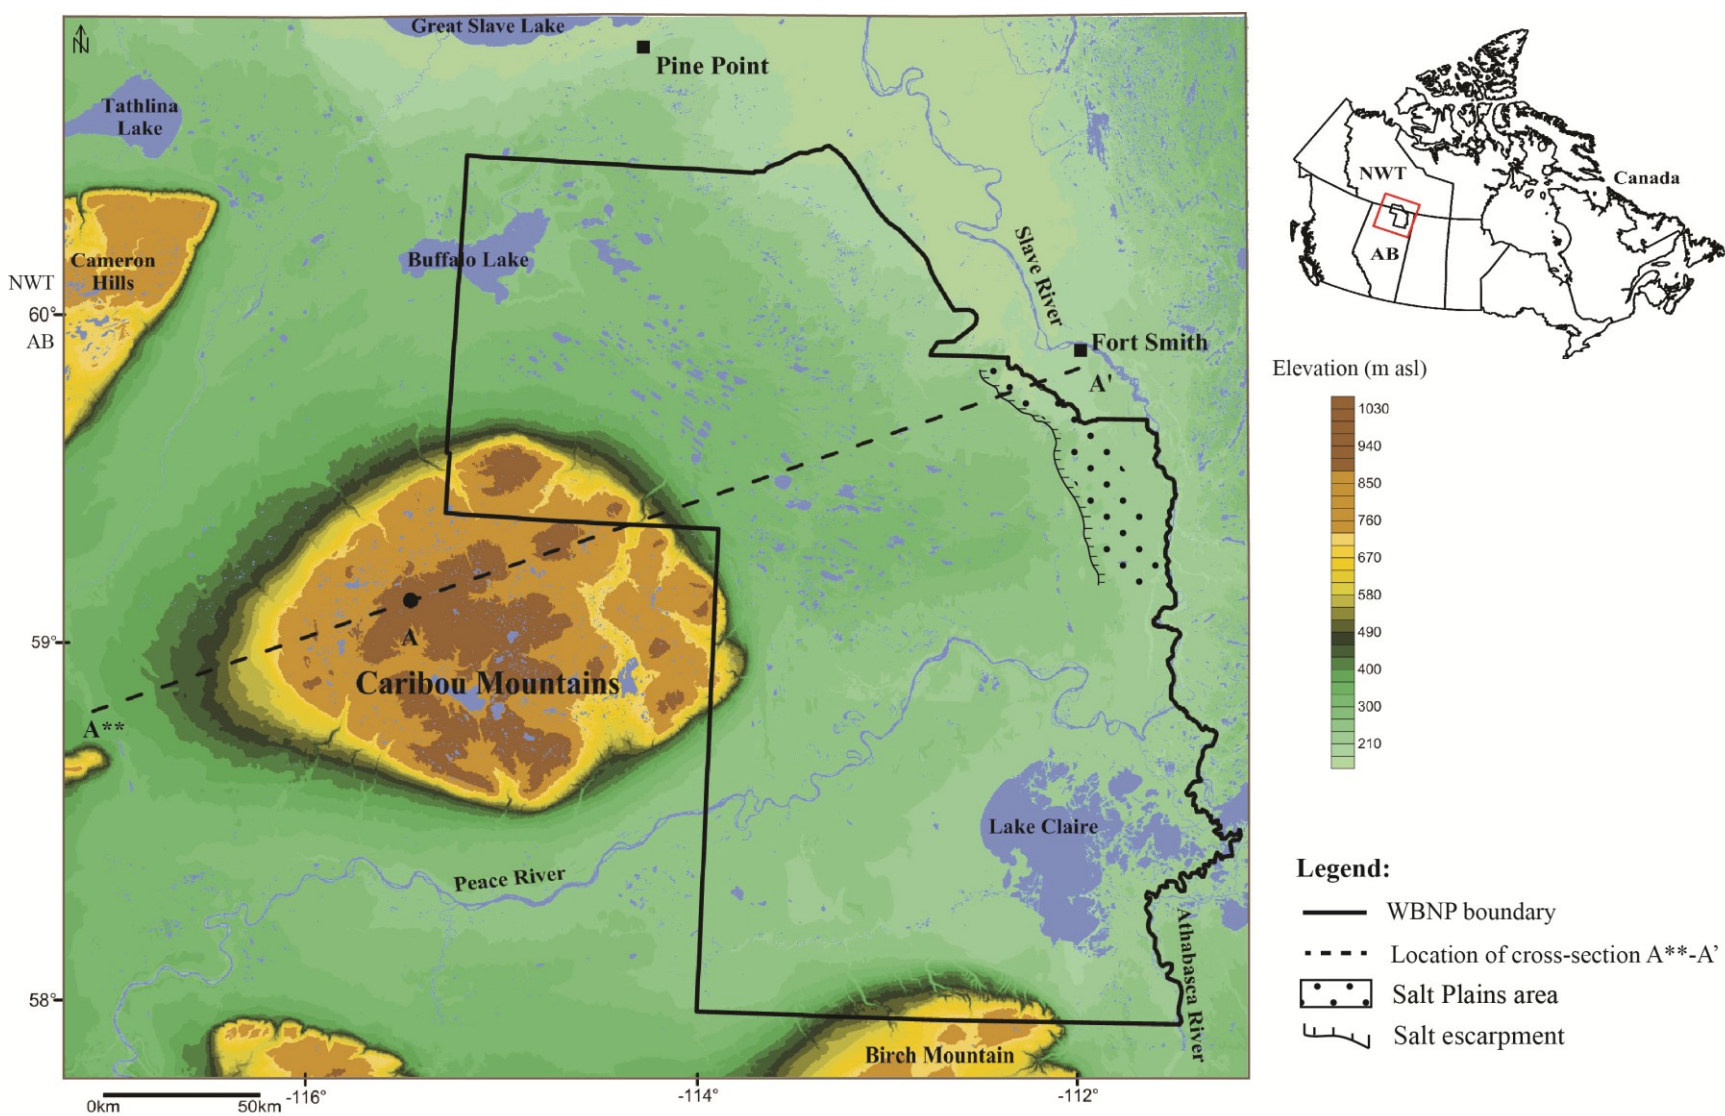 N
Great Slave Lake
Pine Point
Tathlina
Lake
NWT
Canada
AB
Cameron
Hills
Buffalo Lake
Slave River
NWT
60°
AB
Fort Smith
A'
Elevation (m asl)
1030
940
850
760
670
580
490
400
300
210
59°
A
Caribou Mountains
A**
Lake Claire
Peace River
Athabasca River
58°
Birch Mountain
-116°
-114°
-112°
0km
50km
Legend:
WBNP boundary
Location of cross-section A**-A’
Salt Plains area
Salt escarpment